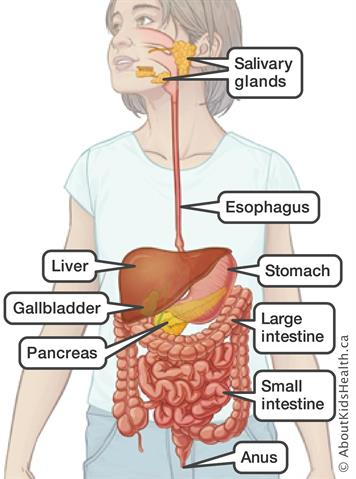 Salivary
glands
Esophagus
Liver
Stomach
Gallbladder
Large
intestine
Pancreas
Small
intestine
Anus
© AboutKidsHealth.ca